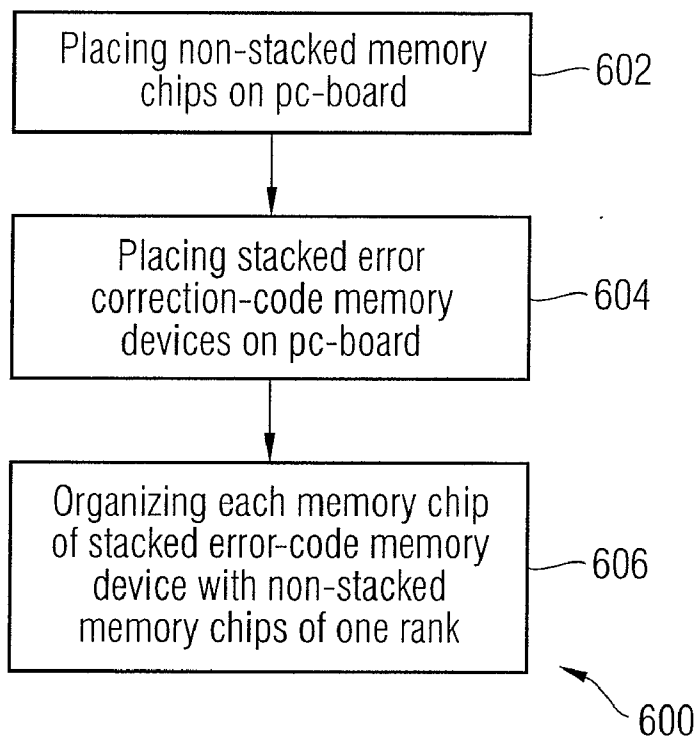 Placing non-stacked memory
chips on pc-board
602
Placing stacked error
correction-code memory
devices on pc-board
604
Organizing each memory chip
of stacked error-code memory
device with non-stacked
memory chips of one rank
606
600